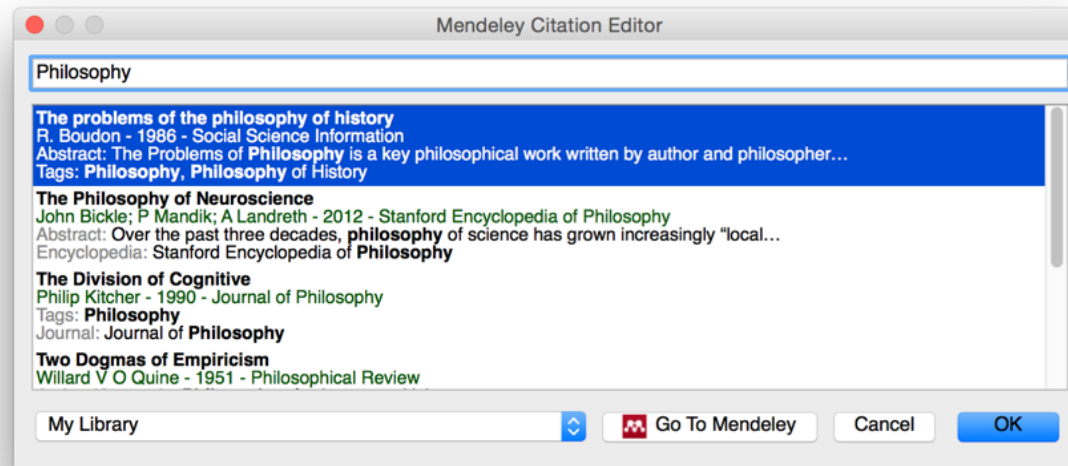 Mendeley Citation Editor
Philosophy
The problems of the philosophy of history
R. Boudon - 1986 - Social Science Information
Abstract: The Problems of Philosophy is a key philosophical work written by author and philosopher...
Tags: Philosophy, Philosophy of History
The Philosophy of Neuroscience
John Bickle; P Mandik; A Landreth - 2012 - Stanford Encyclopedia of Philosophy
Abstract: Over the past three decades, philosophy of science has grown increasingly “local...
Encyclopedia: Stanford Encyclopedia of Philosophy
The Division of Cognitive
Philip Kitcher - 1990 - Journal of Philosophy
Tags: Philosophy
Journal: Journal of Philosophy
Two Dogmas of Empiricism
Willard V O Quine - 1951 - Philosophical Review
My Library
Go To Mendeley
Cancel
OK